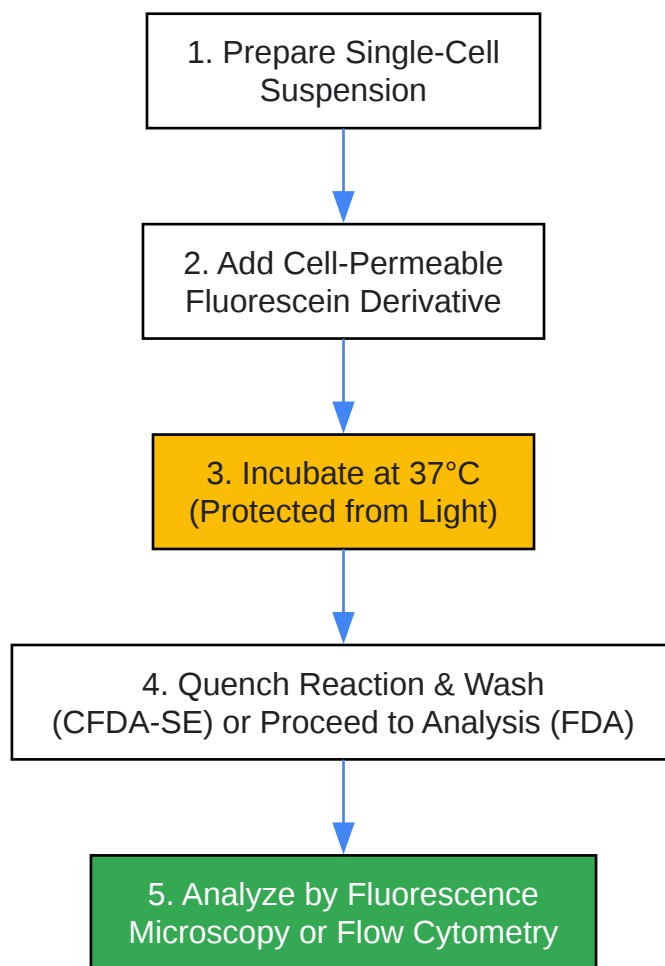 1. Prepare Single-Cell
Suspension
2. Add Cell-Permeable
Fluorescein Derivative
3. Incubate at 37°C
(Protected from Light)
4. Quench Reaction & Wash
(CFDA-SE) or Proceed to Analysis (FDA)
5. Analyze by Fluorescence
Microscopy or Flow Cytometry